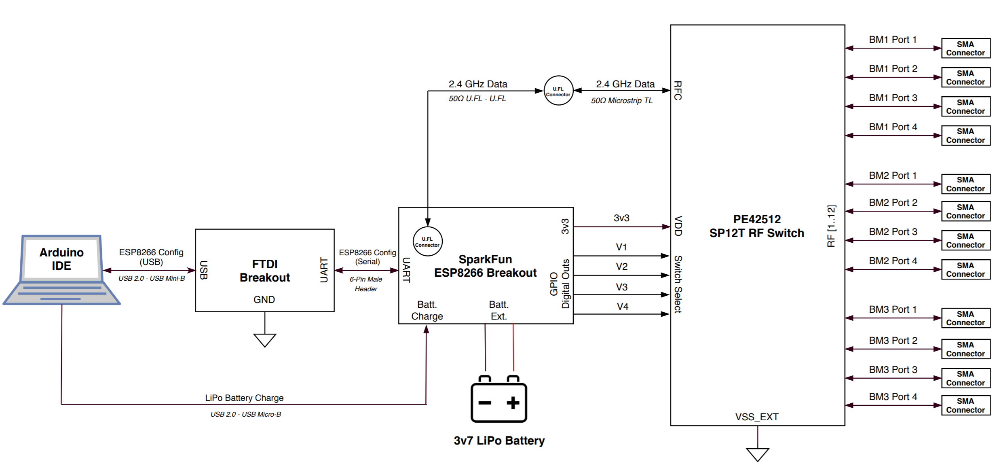 Arduino
IDE
ESP8266 Config
(USB)
USB 2.0 - USB Mini-B
USB
FTDI
Breakout
UART
GND
ESP8266 Config
(Serial)
6-Pin Male
Header
LiPo Battery Charge
USB 2.0 - USB Micro-B
2.4 GHz Data
50Ω U.FL - U.FL
U.FL
Connector
2.4 GHz Data
50Ω Microstrip TL
U.FL
Connector
UART
SparkFun
ESP8266 Breakout
3v3
GPIO
Digital Outs
Batt.
Charge
Batt.
Ext.
3v7 LiPo Battery
3v3
V1
V2
V3
V4
RFC
VDD
Switch Select
PE42512
SP12T RF Switch
RF [1..12]
VSS_EXT
BM1 Port 1
SMA
Connector
BM1 Port 2
SMA
Connector
BM1 Port 3
SMA
Connector
BM1 Port 4
SMA
Connector
BM2 Port 1
SMA
Connector
BM2 Port 2
SMA
Connector
BM2 Port 3
SMA
Connector
BM2 Port 4
SMA
Connector
BM3 Port 1
SMA
Connector
BM3 Port 2
SMA
Connector
BM3 Port 3
SMA
Connector
BM3 Port 4
SMA
Connector